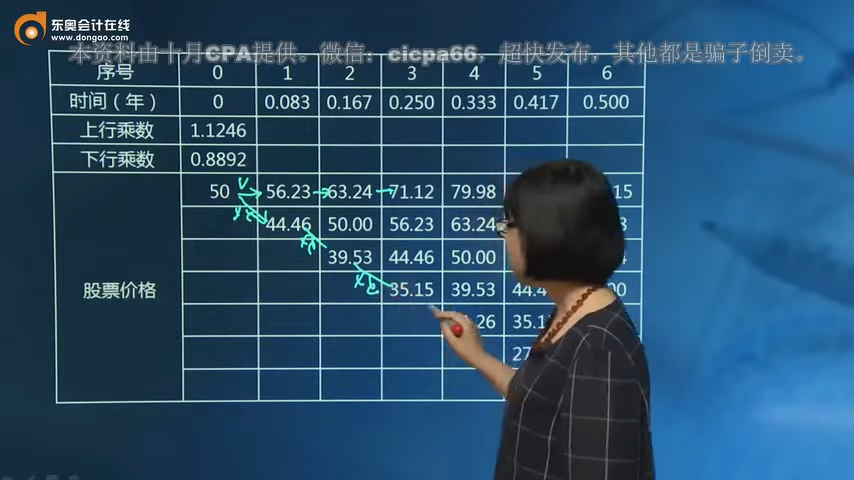 东奥会计在线
www.dongao.com
本资料由十月CPA提供。微信：cicpa66，超快发布，其他都是骗子倒卖。
序号 0 1 2 3 4 5 6
时间（年） 0 0.083 0.167 0.250 0.333 0.417 0.500
上行乘数 1.1246
下行乘数 0.8892
股票价格
50 56.23 63.24 71.12 79.98
44.46 50.00 56.23 63.24
39.53 44.46 50.00
35.15 39.53